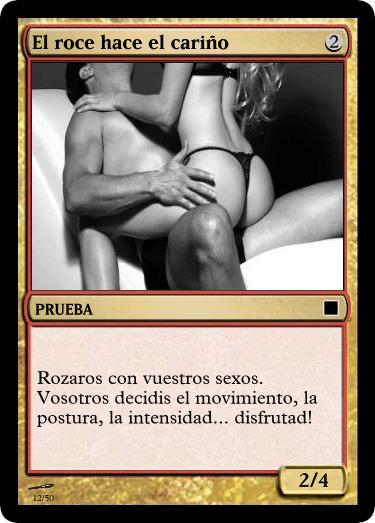 El roce hace el cariño 2
PRUEBA
Rozaros con vuestros sexos.
Vosotros decidis el movimiento, la
postura, la intensidad... disfrutad!
2/4
12/50